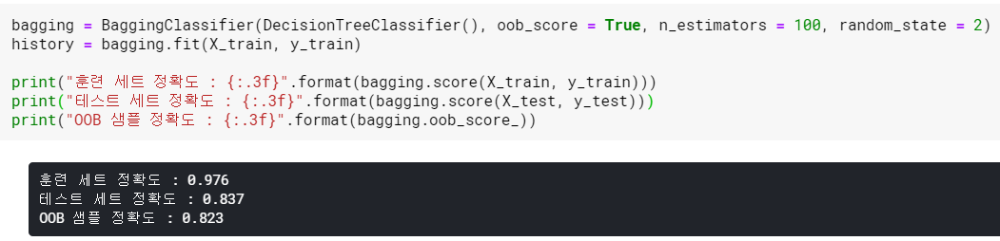 bagging = BaggingClassifier(DecisionTreeClassifier(), oob_score = True, n_estimators = 100, random_state = 2)
history = bagging.fit(X_train, y_train)
print("훈련 세트 정확도 : {:.3f}".format(bagging.score(X_train, y_train)))
print("테스트 세트 정확도 : {:.3f}".format(bagging.score(X_test, y_test)))
print("OOB 샘플 정확도 : {:.3f}".format(bagging.oob_score_))
훈련 세트 정확도 : 0.976
테스트 세트 정확도 : 0.837
OOB 샘플 정확도 : 0.823